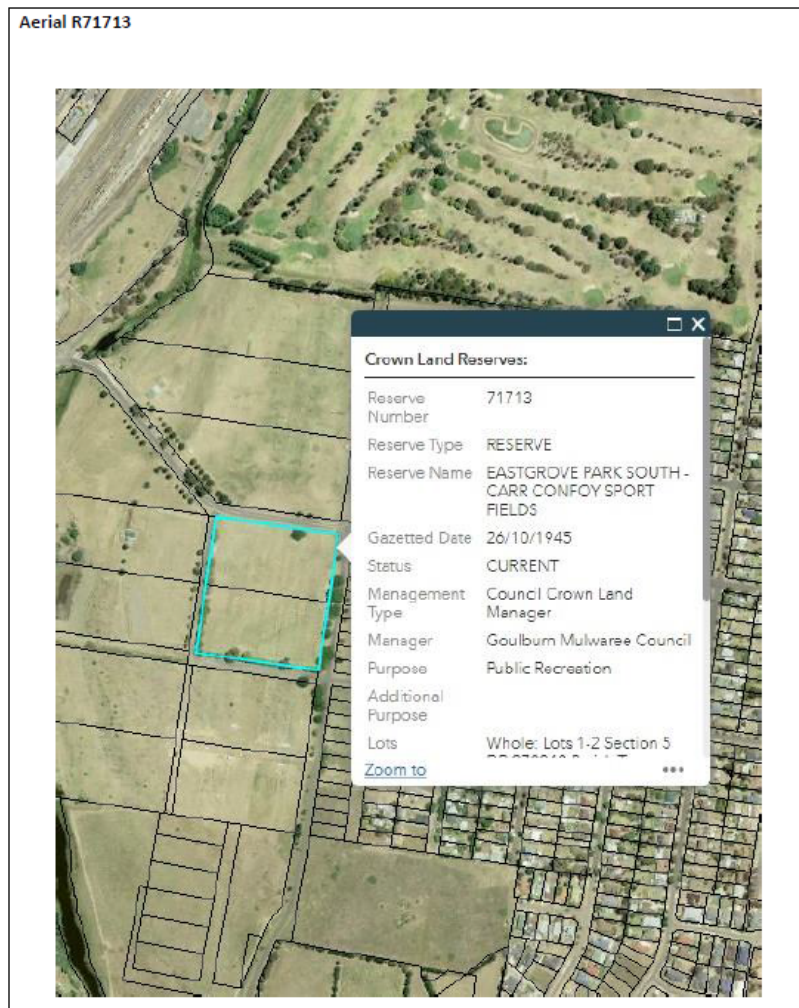 Aerial R71713
Crown Land Reserves:
Reserve 71713
Number
Reserve Type RESERVE
Reserve Name EASTGROVE PARK SOUTH -
CARR CONFOY SPORT
FIELDS
Gazetted Date 26/10/1945
Status CURRENT
Management Council Crown Land
Type Manager
Manager Goulburn Mulwaree Council
Purpose Public Recreation
Additional
Purpose
Lots Whole: Lots 1-2 Section 5
Zoom to